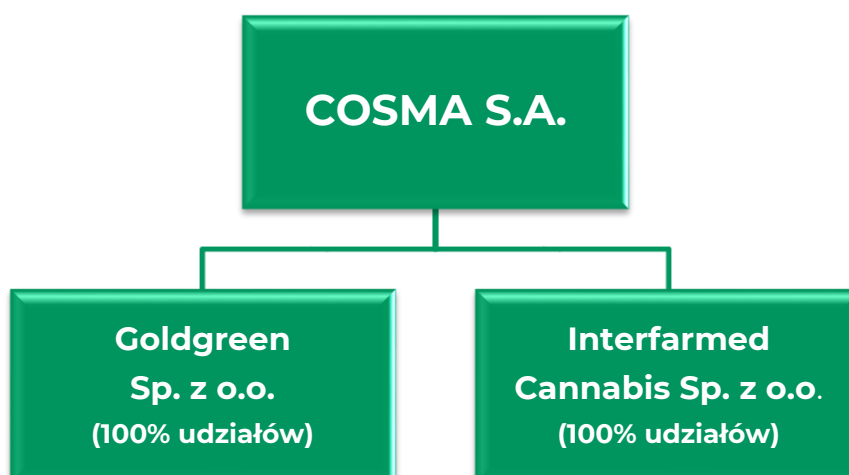 COSMA S.A.
Goldgreen
Sp. z o.o.
(100% udziałów)
Interfarmed
Cannabis Sp. z o.o.
(100% udziałów)